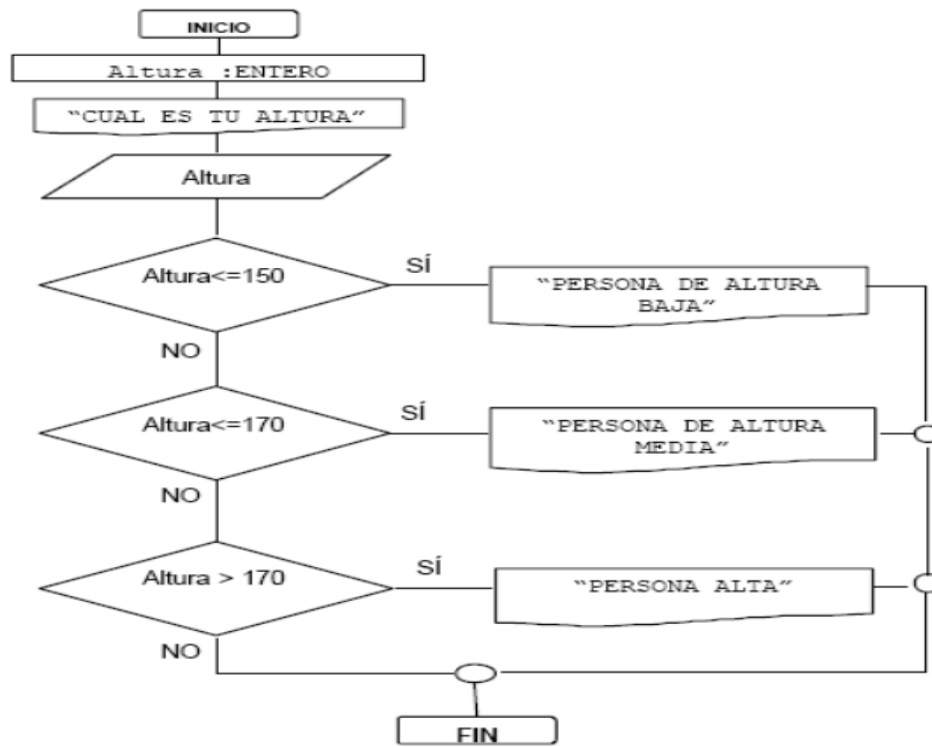 INICIO
Altura :ENTERO
“CUAL ES TU ALTURA”
Altura
Altura<=150
SÍ
“PERSONA DE ALTURA
BAJA”
NO
Altura<=170
SÍ
“PERSONA DE ALTURA
MEDIA”
NO
Altura > 170
SÍ
“PERSONA ALTA”
NO
FIN